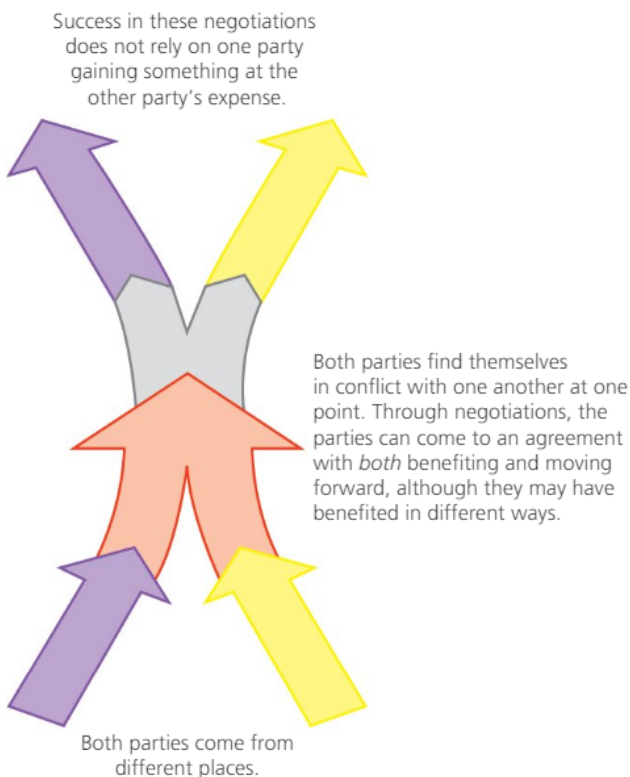 Success in these negotiations
does not rely on one party
gaining something at the
other party’s expense.
Both parties find themselves
in conflict with one another at one
point. Through negotiations, the
parties can come to an agreement
with both benefiting and moving
forward, although they may have
benefited in different ways.
Both parties come from
different places.